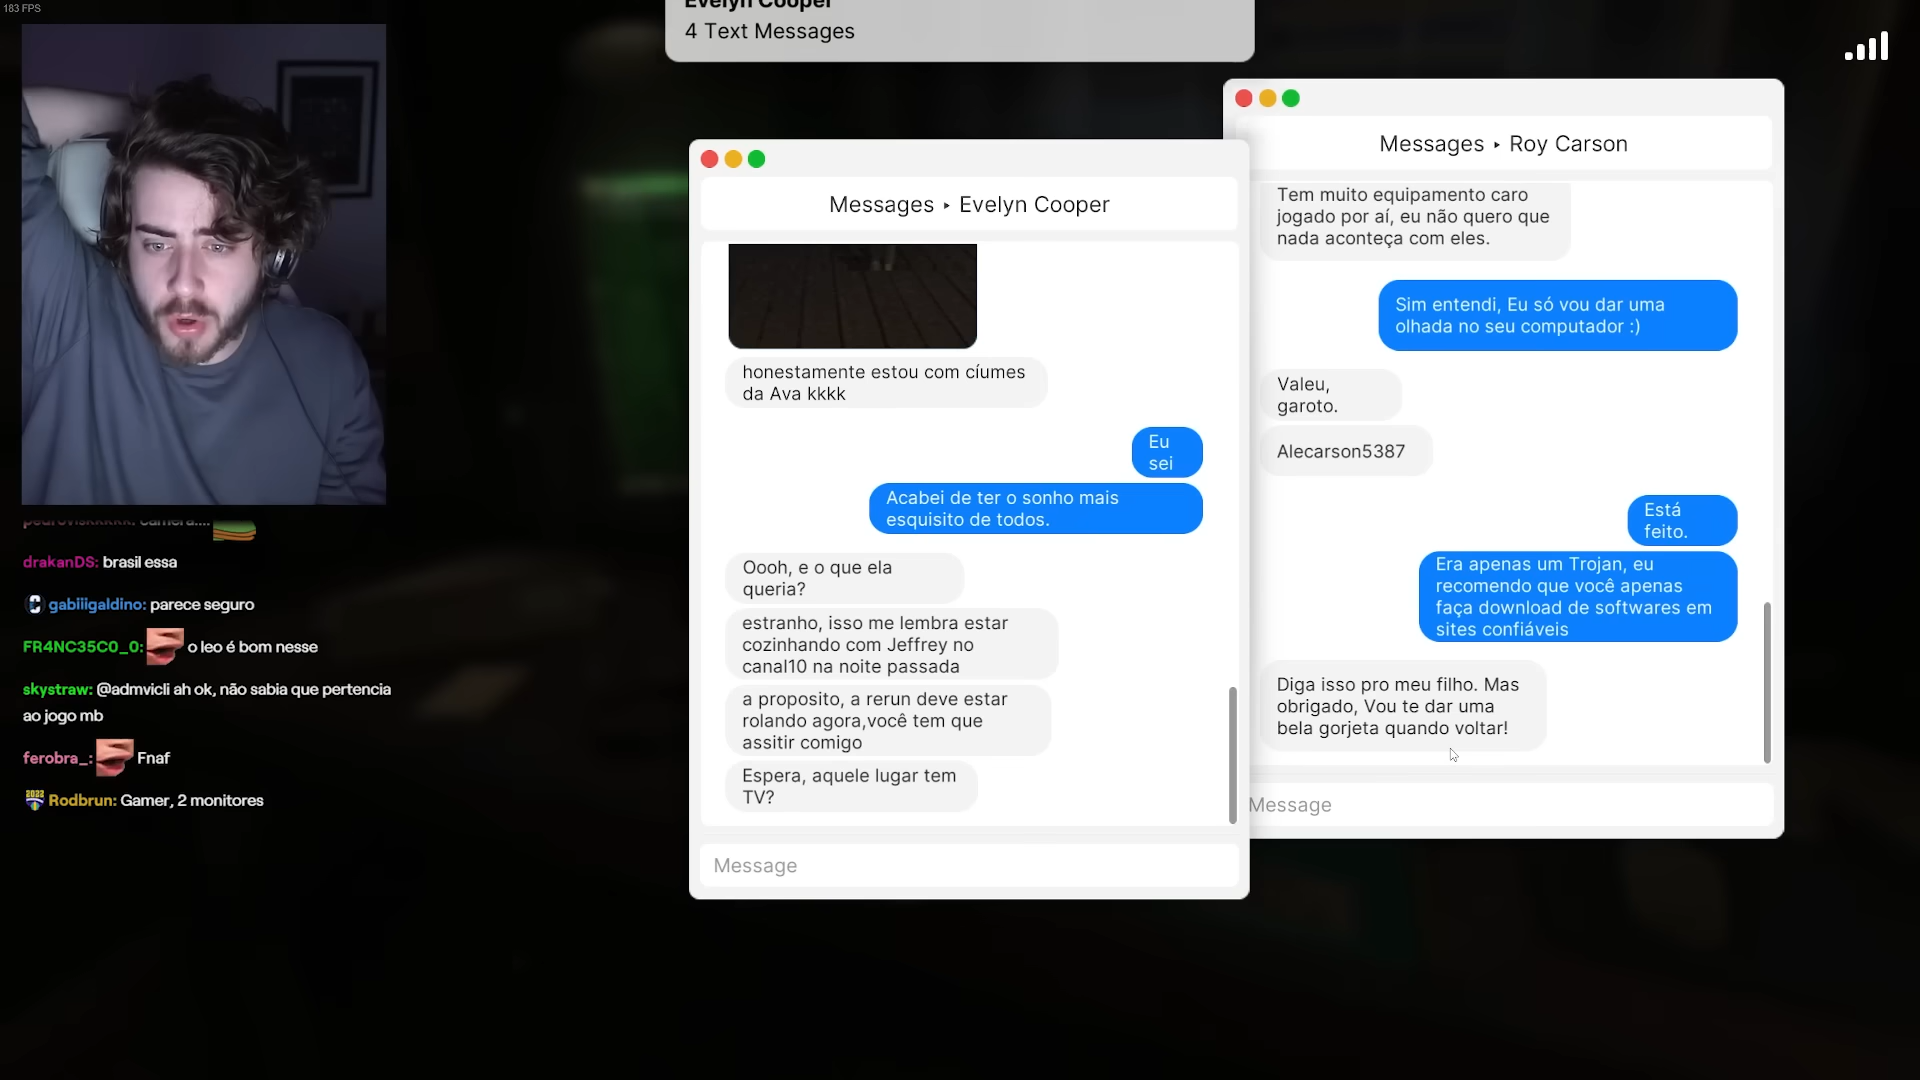 183 FPS
Evelyn Cooper
4 Text Messages
Messages ‣ Roy Carson
Tem muito equipamento caro
jogado por aí, eu não quero que
nada aconteça com eles.
Sim entendi, Eu só vou dar uma
olhada no seu computador :)
Valeu,
garoto.
Alecarson5387
Está
feito.
Era apenas um Trojan, eu
recomendo que você apenas
faça download de softwares em
sites confiáveis
Diga isso pro meu filho. Mas
obrigado, Vou te dar uma
bela gorjeta quando voltar!
Message
Messages ‣ Evelyn Cooper
honestamente estou com cíumes
da Ava kkkk
Eu
sei
Acabei de ter o sonho mais
esquisito de todos.
Oooh, e o que ela
queria?
estranho, isso me lembra estar
cozinhando com Jeffrey no
canal10 na noite passada
a proposito, a rerun deve estar
rolando agora,você tem que
assitir comigo
Espera, aquele lugar tem
TV?
Message
camera....
drakanDS: brasil essa
gabiiigaldino: parece seguro
FR4NC35C0_0: o leo é bom nesse
skystraw: @admvicli ah ok, não sabia que pertencia
ao jogo mb
ferobra_: Fnaf
2022
Rodbrun: Gamer, 2 monitores